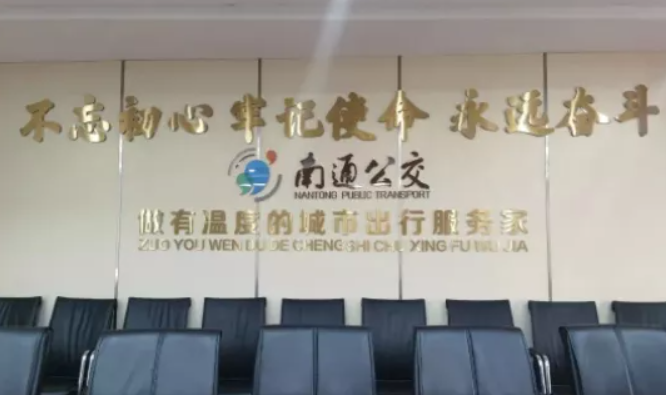 不忘初心 牢记使命 永远奋斗
南通公交
NANTONG PUBLIC TRANSPORT
做有温度的城市出行服务家
ZUO YOU WEN DU DE CHENGSHI CHU XING FU WU JIA